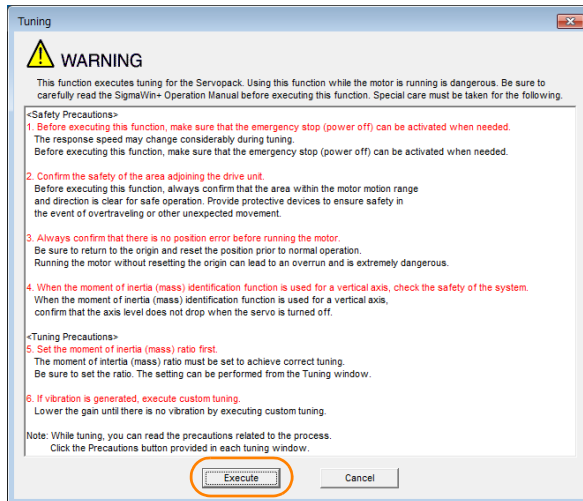 Tuning
WARNING
This function executes tuning for the Servopack. Using this function while the motor is running is dangerous. Be sure to
carefully read the SigmaWin+ Operation Manual before executing this function. Special care must be taken for the following.
<Safety Precautions>
1. Before executing this function, make sure that the emergency stop (power off) can be activated when needed.
The response speed may change considerably during tuning.
Before executing this function, make sure that the emergency stop (power off) can be activated when needed.
2. Confirm the safety of the area adjoining the drive unit.
Before executing this function, always confirm that the area within the motor motion range
and direction is clear for safe operation. Provide protective devices to ensure safety in
the event of overtraveling or other unexpected movement.
3. Always confirm that there is no position error before running the motor.
Be sure to return to the origin and reset the position prior to normal operation.
Running the motor without resetting the origin can lead to an overrun and is extremely dangerous.
4. When the moment of inertia (mass) identification function is used for a vertical axis, check the safety of the system.
When the moment of inertia (mass) identification function is used for a vertical axis,
confirm that the axis level does not drop when the servo is turned off.
<Tuning Precautions>
5. Set the moment of inertia (mass) ratio first.
The moment of intertia (mass) ratio must be set to achieve correct tuning.
Be sure to set the ratio. The setting can be performed from the Tuning window.
6. If vibration is generated, execute custom tuning.
Lower the gain until there is no vibration by executing custom tuning.
Note: While tuning, you can read the precautions related to the process.
Click the Precautions button provided in each tuning window.
Execute Cancel